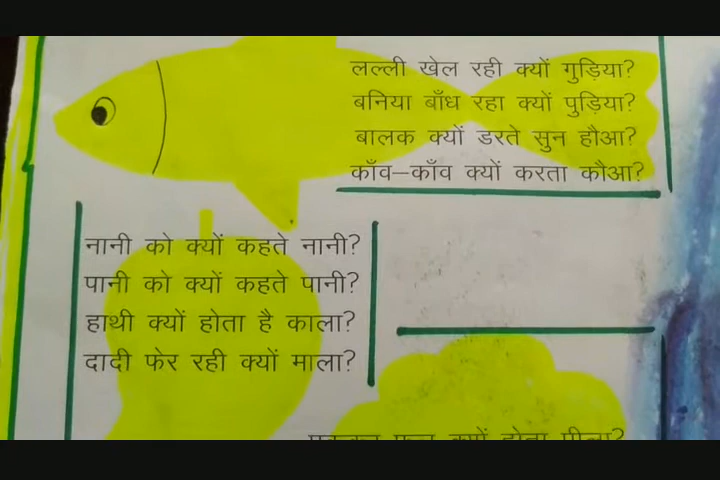 लल्ली खेल रही क्यों गुड़िया?
बनिया बाँध रहा क्यों पुड़िया?
बालक क्यों डरते सुन हौआ?
काँव–काँव क्यों करता कौआ?
नानी को क्यों कहते नानी?
पानी को क्यों कहते पानी?
हाथी क्यों होता है काला?
दादी फेर रही क्यों माला?
क्यों होता पीला?